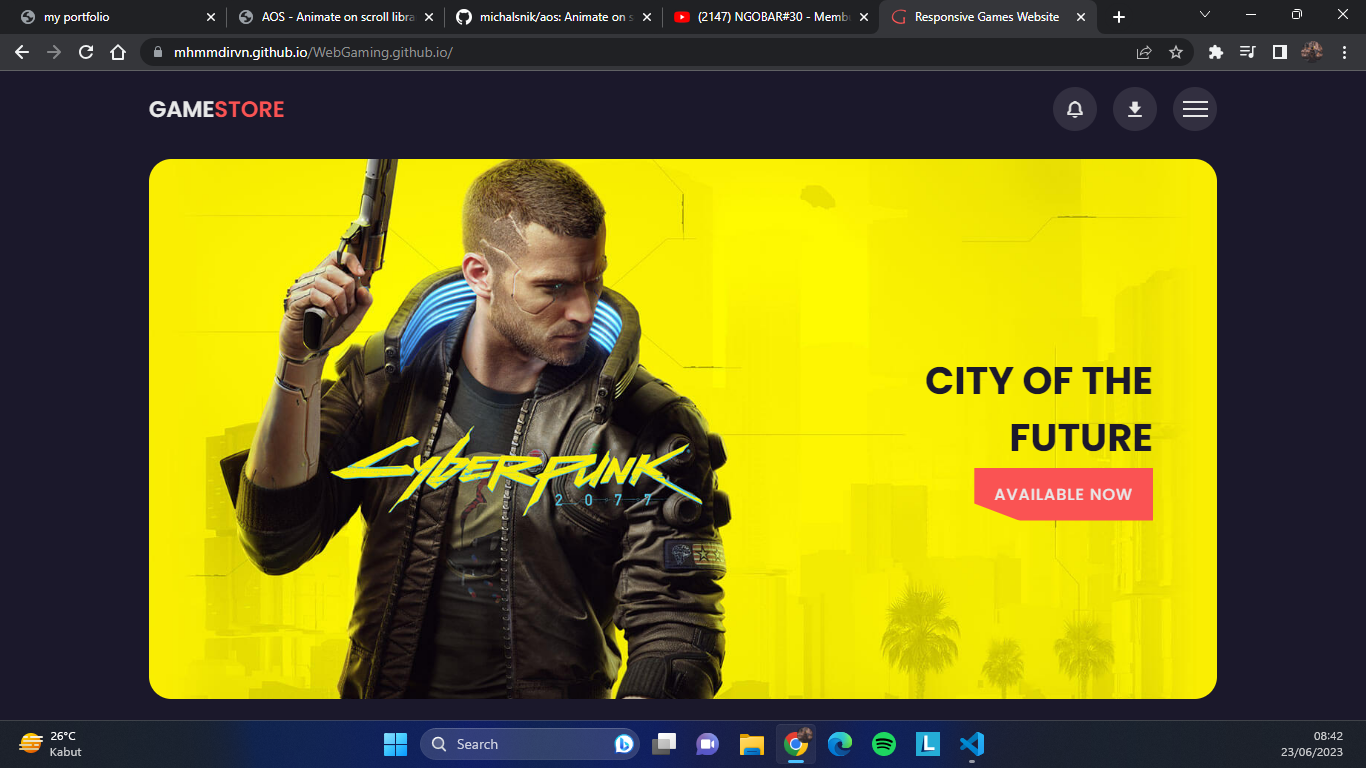 my portfolio
AOS - Animate on scroll libra
michalsnik/aos: Animate on s
(2147) NGOBAR#30 - Memb
Responsive Games Website
mhmmdirvn.github.io/WebGaming.github.io/
GAMESTORE
CITY OF THE
FUTURE
AVAILABLE NOW
CYBERPUNK
2077
26°C
Kabut
Search
L
08:42
23/06/2023